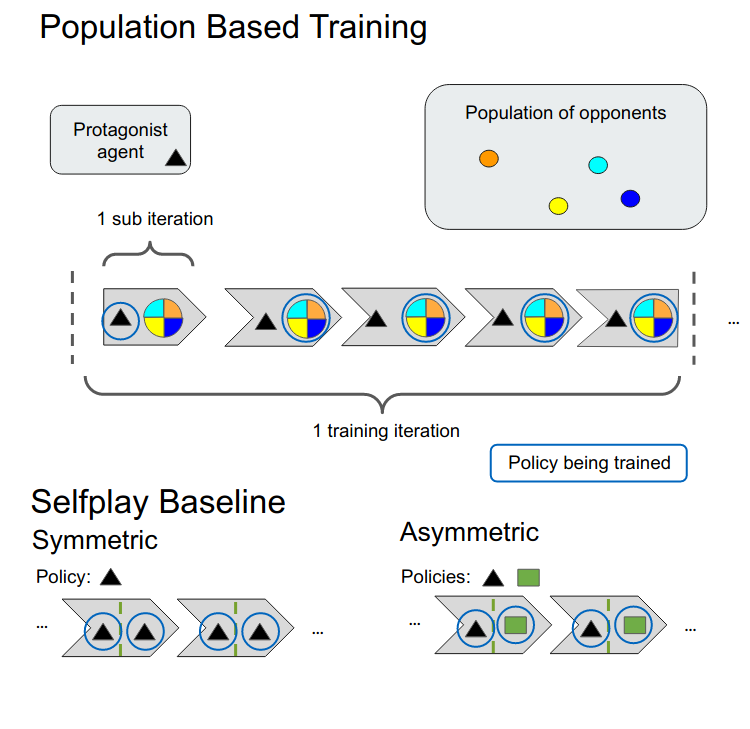 Population Based Training
Protagonist
agent
Population of opponents
1 sub iteration
...
1 training iteration
Policy being trained
Selfplay Baseline
Symmetric
Asymmetric
Policy:
Policies:
...
...
...
...